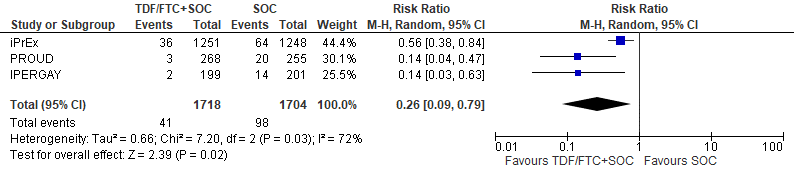 TDF/FTC+SOC SOC Risk Ratio Risk Ratio
Study or Subgroup Events Total Events Total Weight M-H, Random, 95% CI M-H, Random, 95% CI
iPrEx 36 1251 64 1248 44.4% 0.56 [0.38, 0.84]
PROUD 3 268 20 255 30.1% 0.14 [0.04, 0.47]
IPERGAY 2 199 14 201 25.5% 0.14 [0.03, 0.63]
Total (95% CI) 1718 1704 100.0% 0.26 [0.09, 0.79]
Total events 41 98
Heterogeneity: Tau² = 0.66; Chi² = 7.20, df = 2 (P = 0.03); I² = 72%
Test for overall effect: Z = 2.39 (P = 0.02)
0.01 0.1 1 10 100
Favours TDF/FTC+SOC Favours SOC